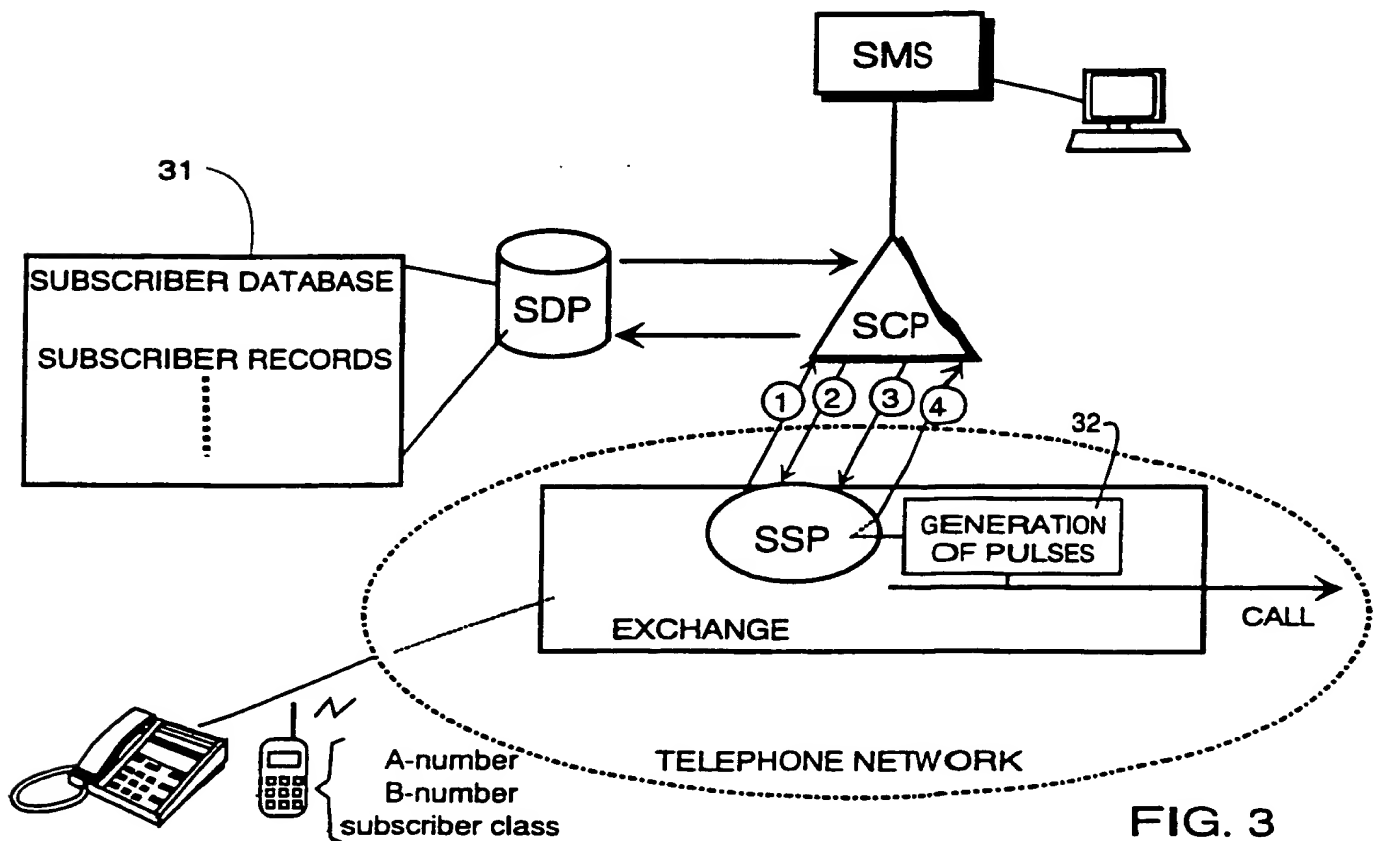 SMS
31
SUBSCRIBER DATABASE
SUBSCRIBER RECORDS
SDP
SCP
1
2
3
4
32
SSP
GENERATION
OF PULSES
CALL
EXCHANGE
TELEPHONE NETWORK
A-number
B-number
subscriber class
FIG. 3